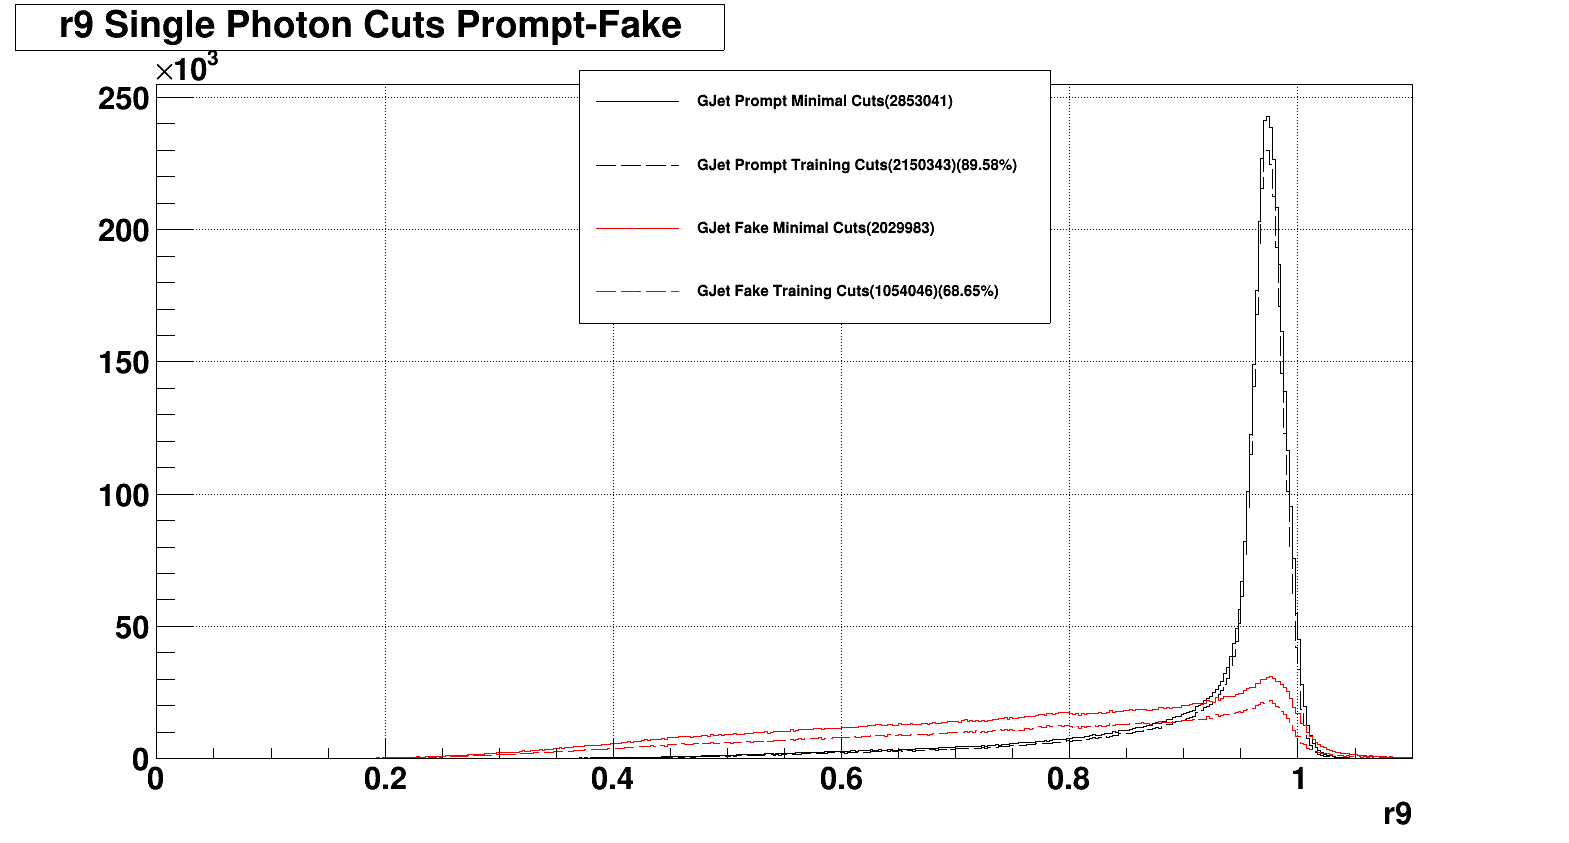 r9 Single Photon Cuts Prompt-Fake
×10³
250
200
150
100
50
0
GJet Prompt Minimal Cuts(2853041)
GJet Prompt Training Cuts(2150343)(89.58%)
GJet Fake Minimal Cuts(2029983)
GJet Fake Training Cuts(1054046)(68.65%)
0 0.2 0.4 0.6 0.8 1
r9